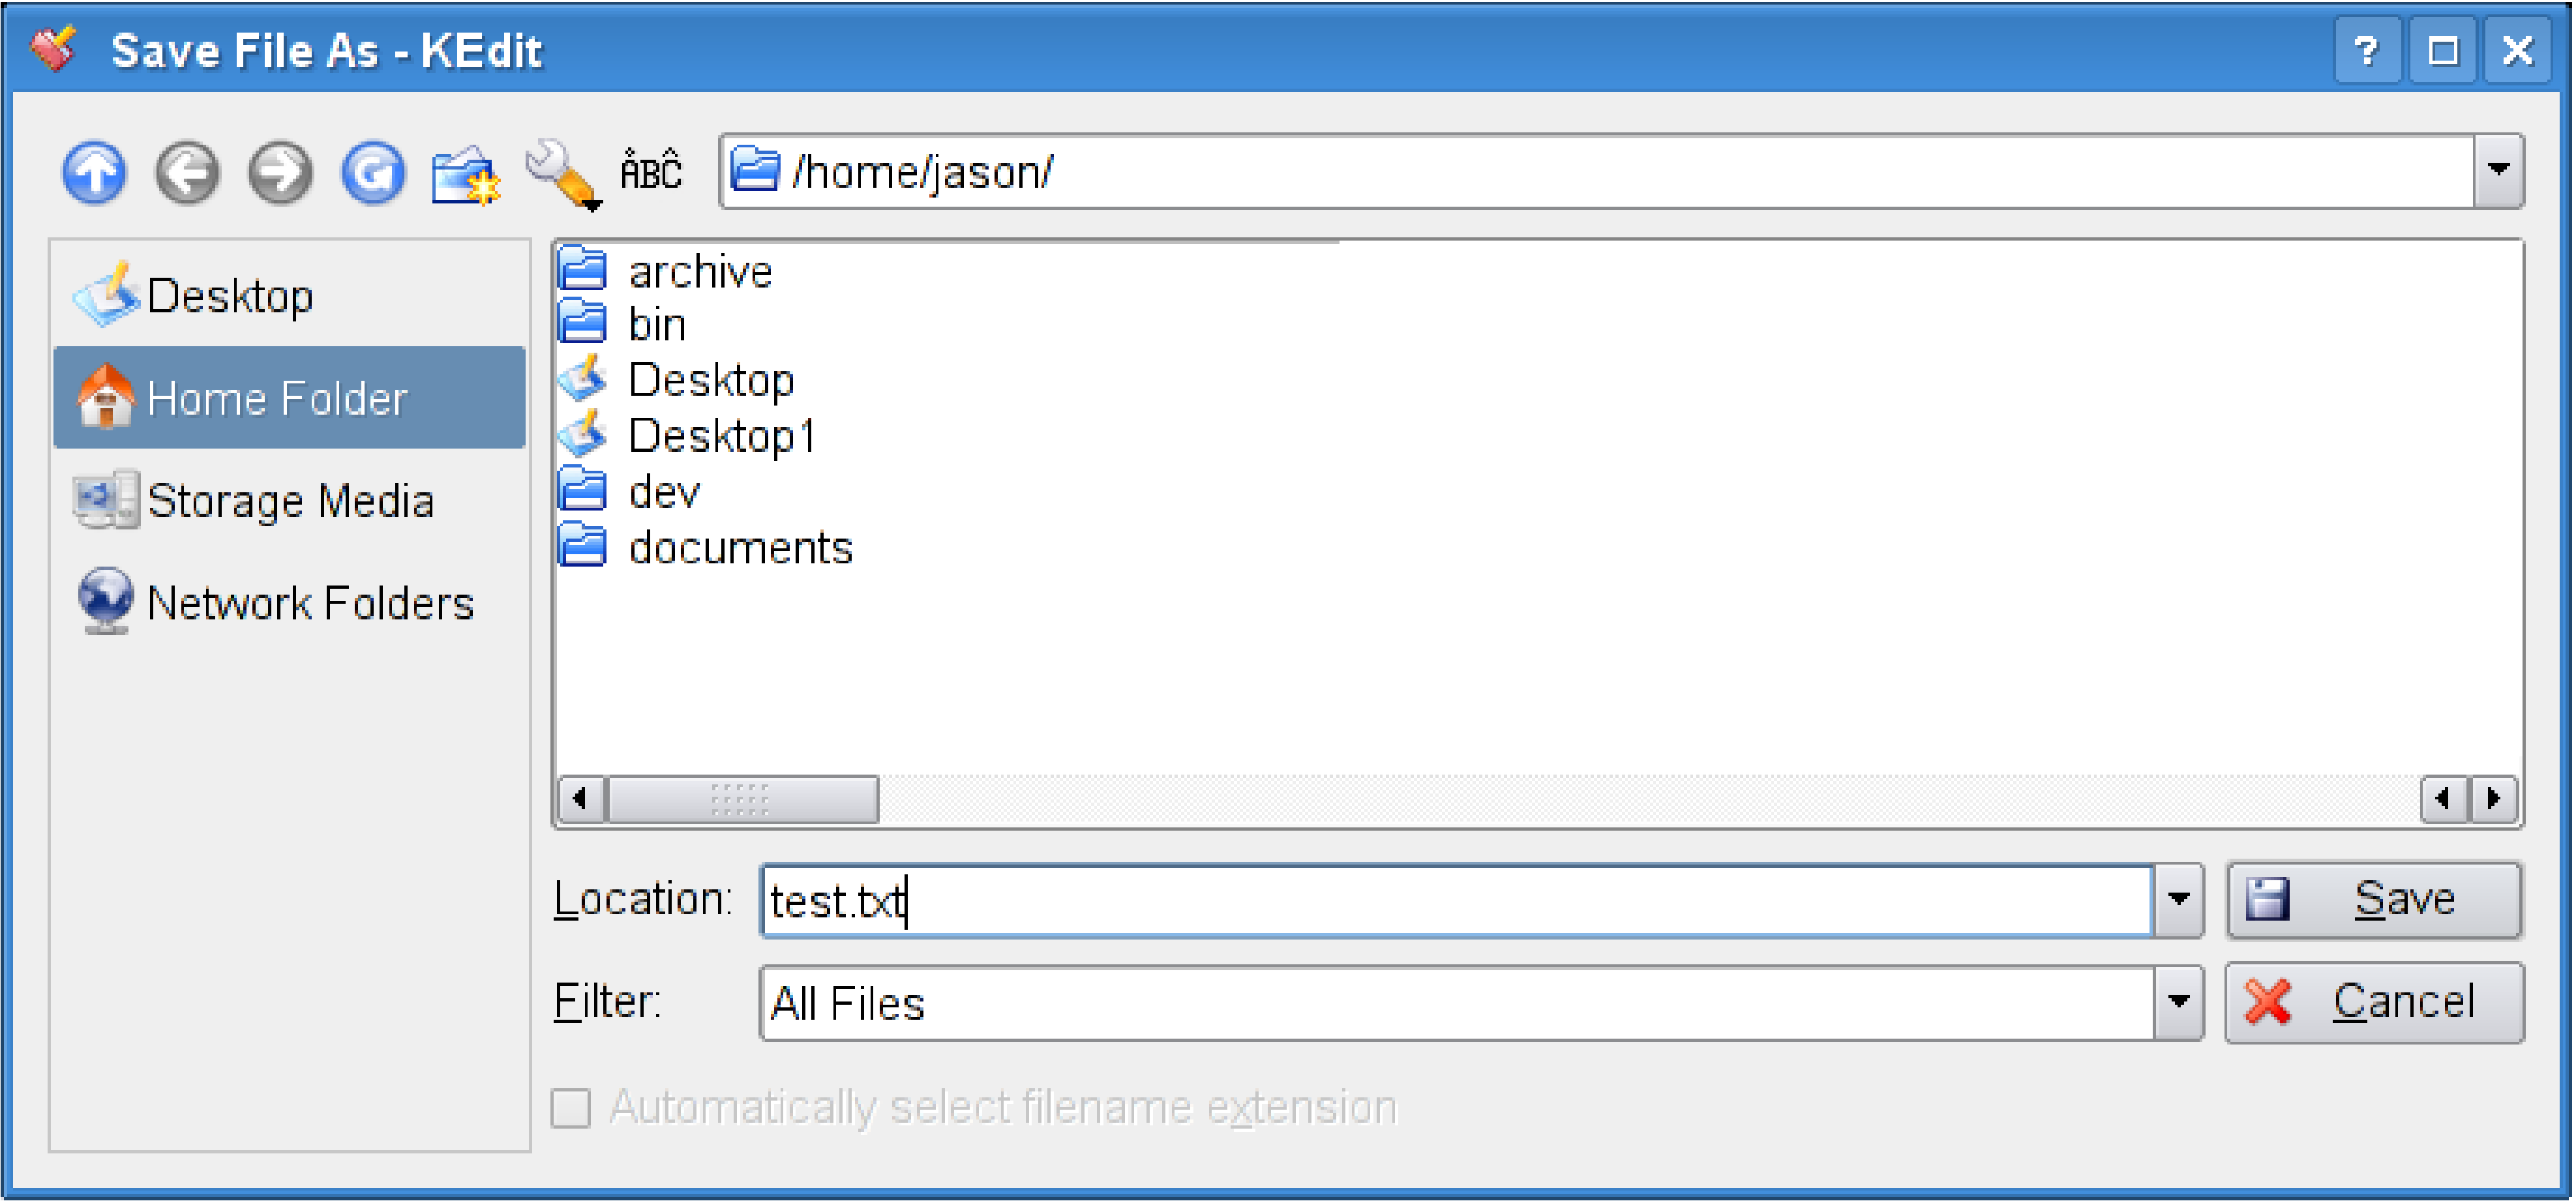 Save File As - KEdit
ÅBĈ
/home/jason/
Desktop
Home Folder
Storage Media
Network Folders
archive
bin
Desktop
Desktop1
dev
documents
Location: test.txt Save
Filter: All Files Cancel
Automatically select filename extension